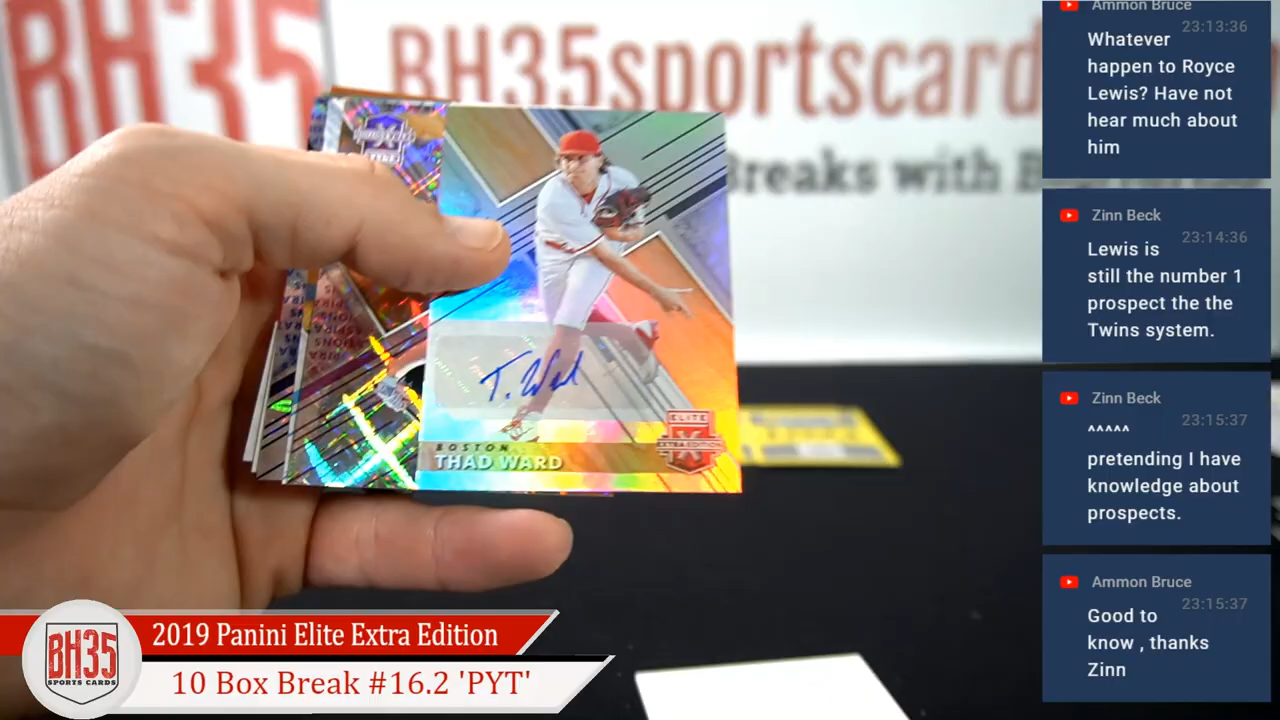 BH35
BH35sportscard
Breaks with B
T. Ward
BOSTON
THAD WARD
ELITE
EXTRA EDITION
BH35
SPORTS CARDS
2019 Panini Elite Extra Edition
10 Box Break #16.2 'PYT'
Ammon Bruce
23:13:36
Whatever
happen to Royce
Lewis? Have not
hear much about
him
Zinn Beck
23:14:36
Lewis is
still the number 1
prospect the the
Twins system.
Zinn Beck
23:15:37
^^^^^
pretending I have
knowledge about
prospects.
Ammon Bruce
23:15:37
Good to
know , thanks
Zinn